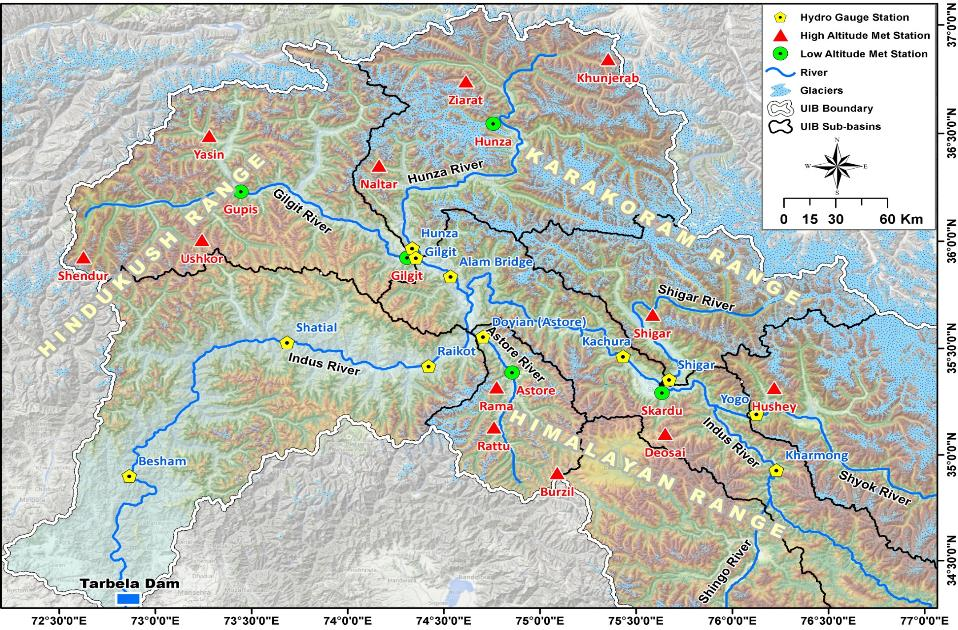 Hydro Gauge Station
High Altitude Met Station
Low Altitude Met Station
River
Glaciers
UIB Boundary
UIB Sub-basins
N
W E
S
0 15 30 60 Km
Khunjerab
Ziarat
Hunza
Yasin
Naltar
Hunza River
KARAKORAM RANGE
Gupis
Gilgit River
HINDUKUSH RANGE
Ushkor
Shendur
Hunza
Gilgit
Gilgit
Alam Bridge
Shigar River
Shigar
Doyian (Astore)
Kachura
Shatial
Raikot
Indus River
Astore River
Shigar
Astore
Rama
Skardu
Yogo
Hushey
Rattu
HIMALAYAN RANGE
Deosai
Indus River
Kharmong
Besham
Burzil
Shyok River
Shingo River
Tarbela Dam
37°0'0"N
36°30'0"N
36°0'0"N
35°30'0"N
35°0'0"N
34°30'0"N
72°30'0"E 73°0'0"E 73°30'0"E 74°0'0"E 74°30'0"E 75°0'0"E 75°30'0"E 76°0'0"E 76°30'0"E 77°0'0"E